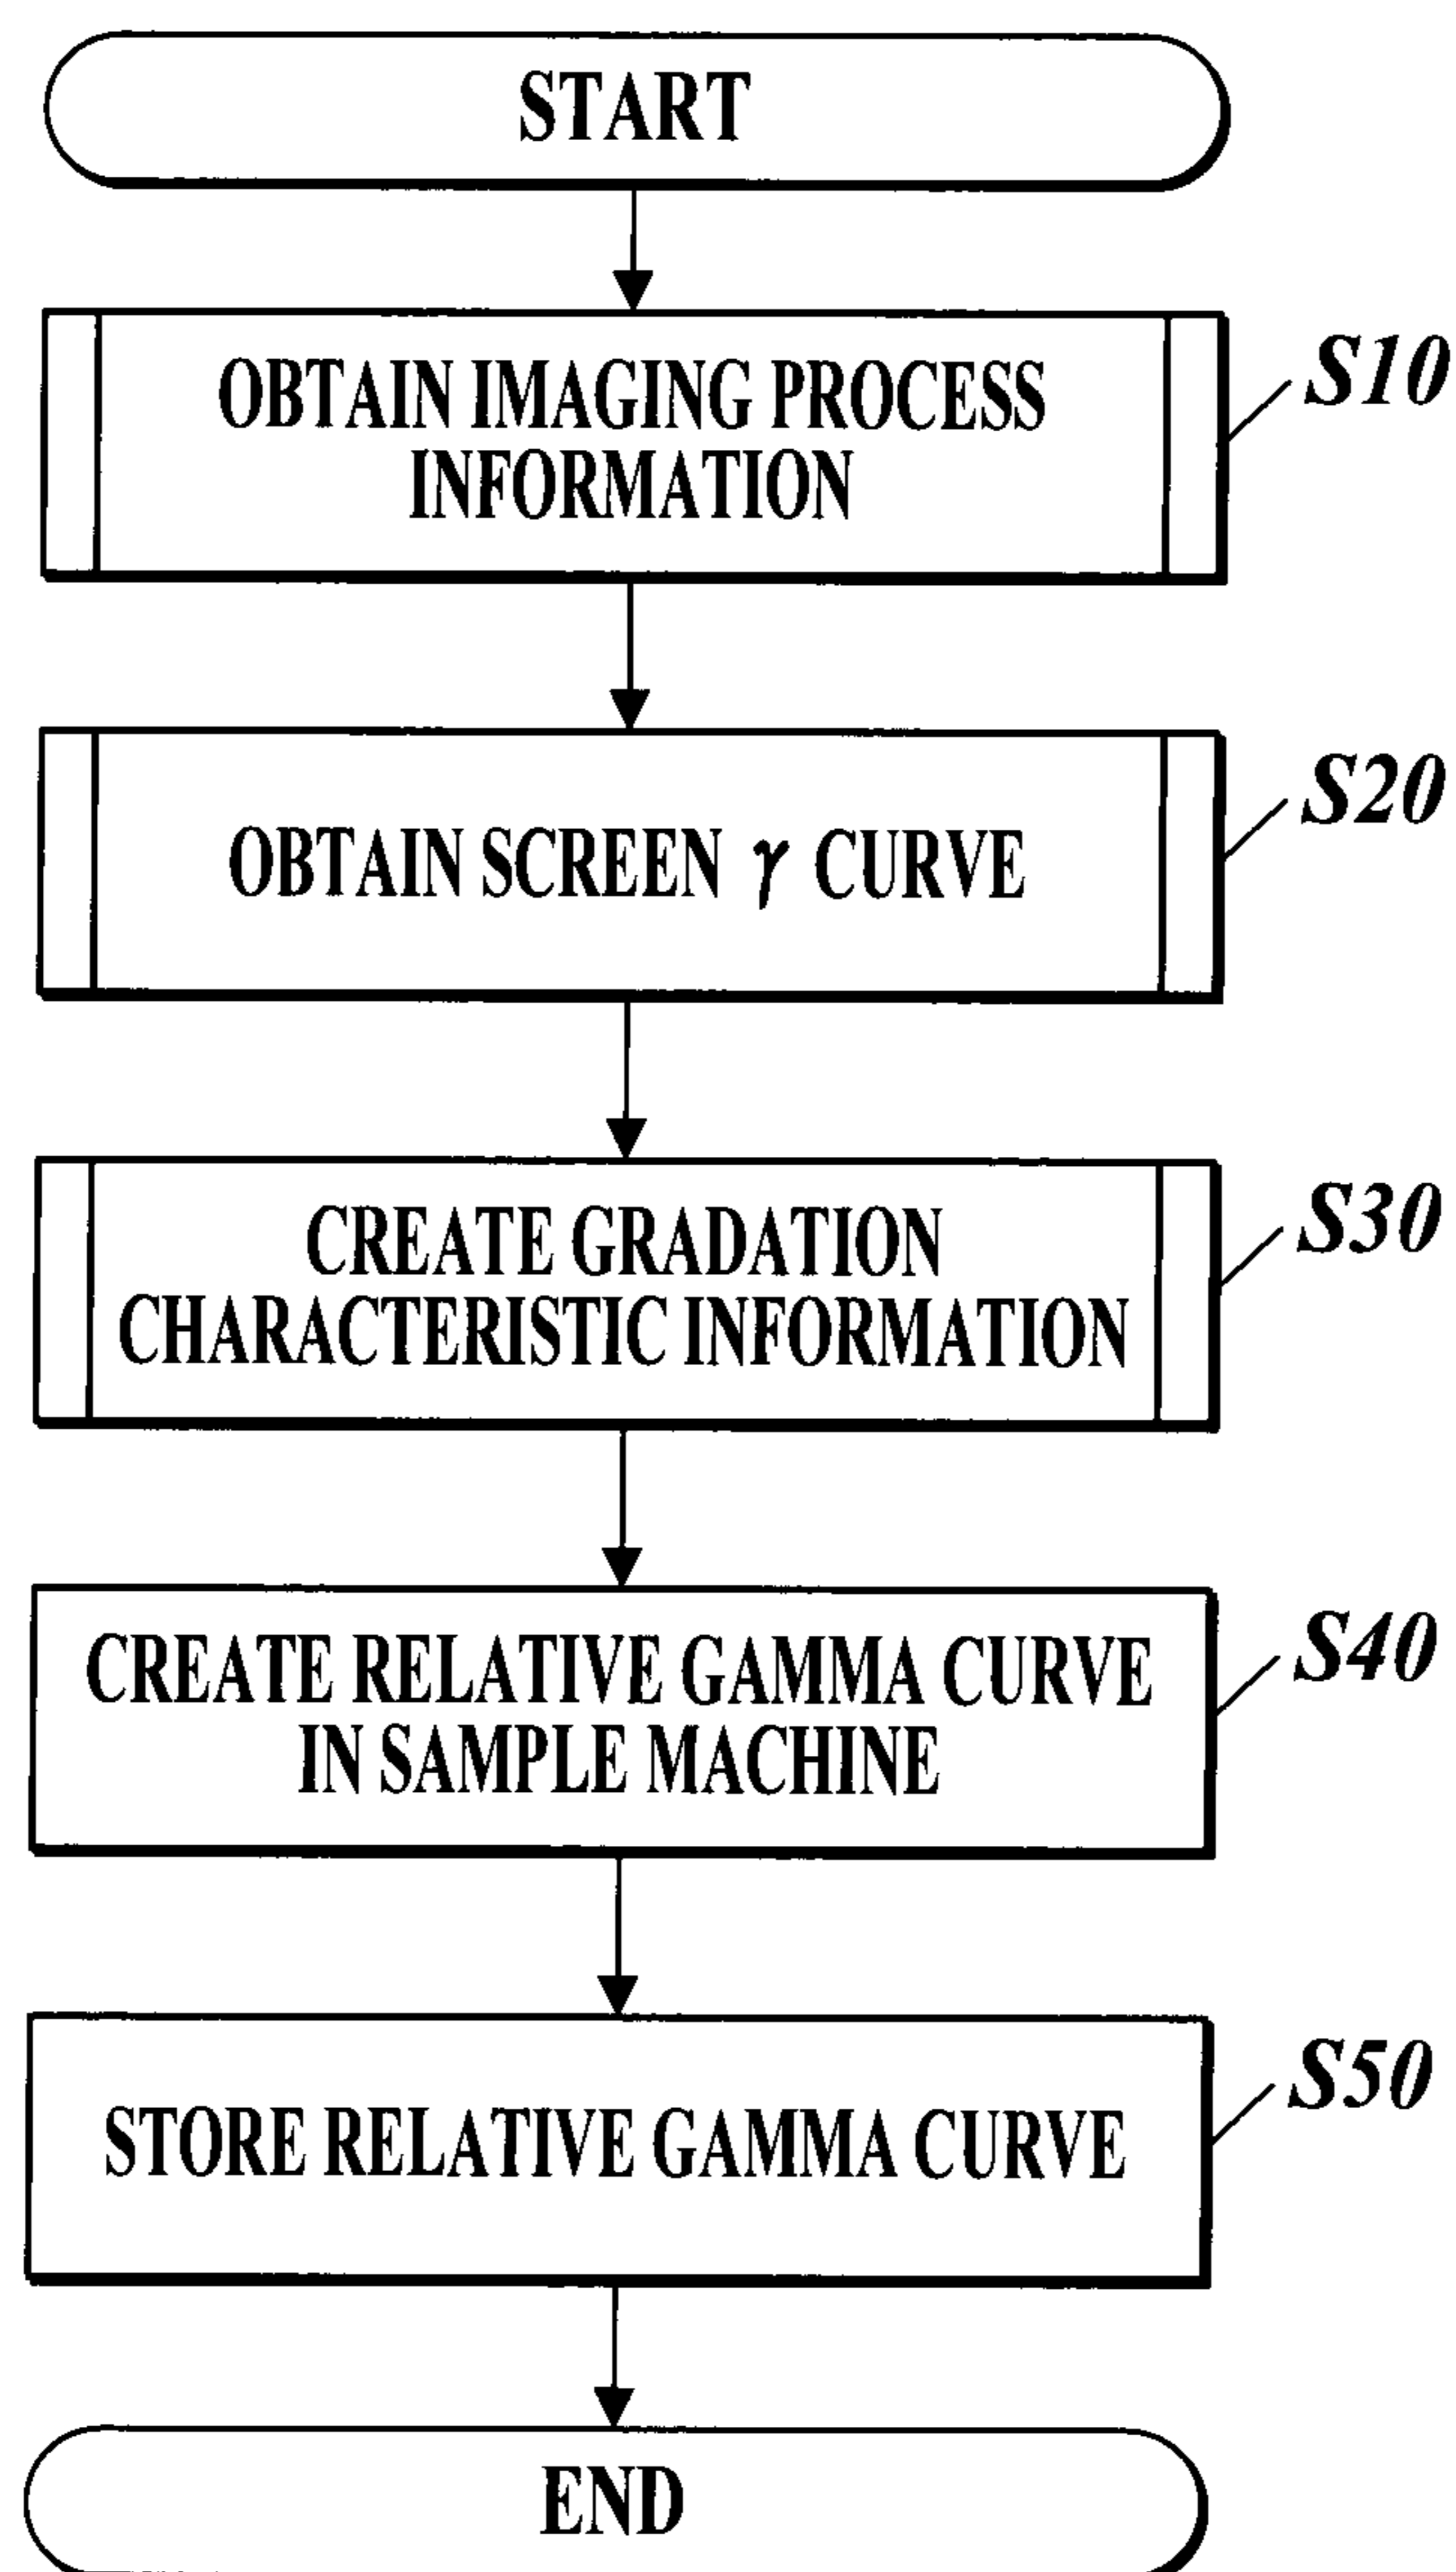 START
OBTAIN IMAGING PROCESS
INFORMATION
S10
OBTAIN SCREEN γ CURVE
S20
CREATE GRADATION
CHARACTERISTIC INFORMATION
S30
CREATE RELATIVE GAMMA CURVE
IN SAMPLE MACHINE
S40
STORE RELATIVE GAMMA CURVE
S50
END